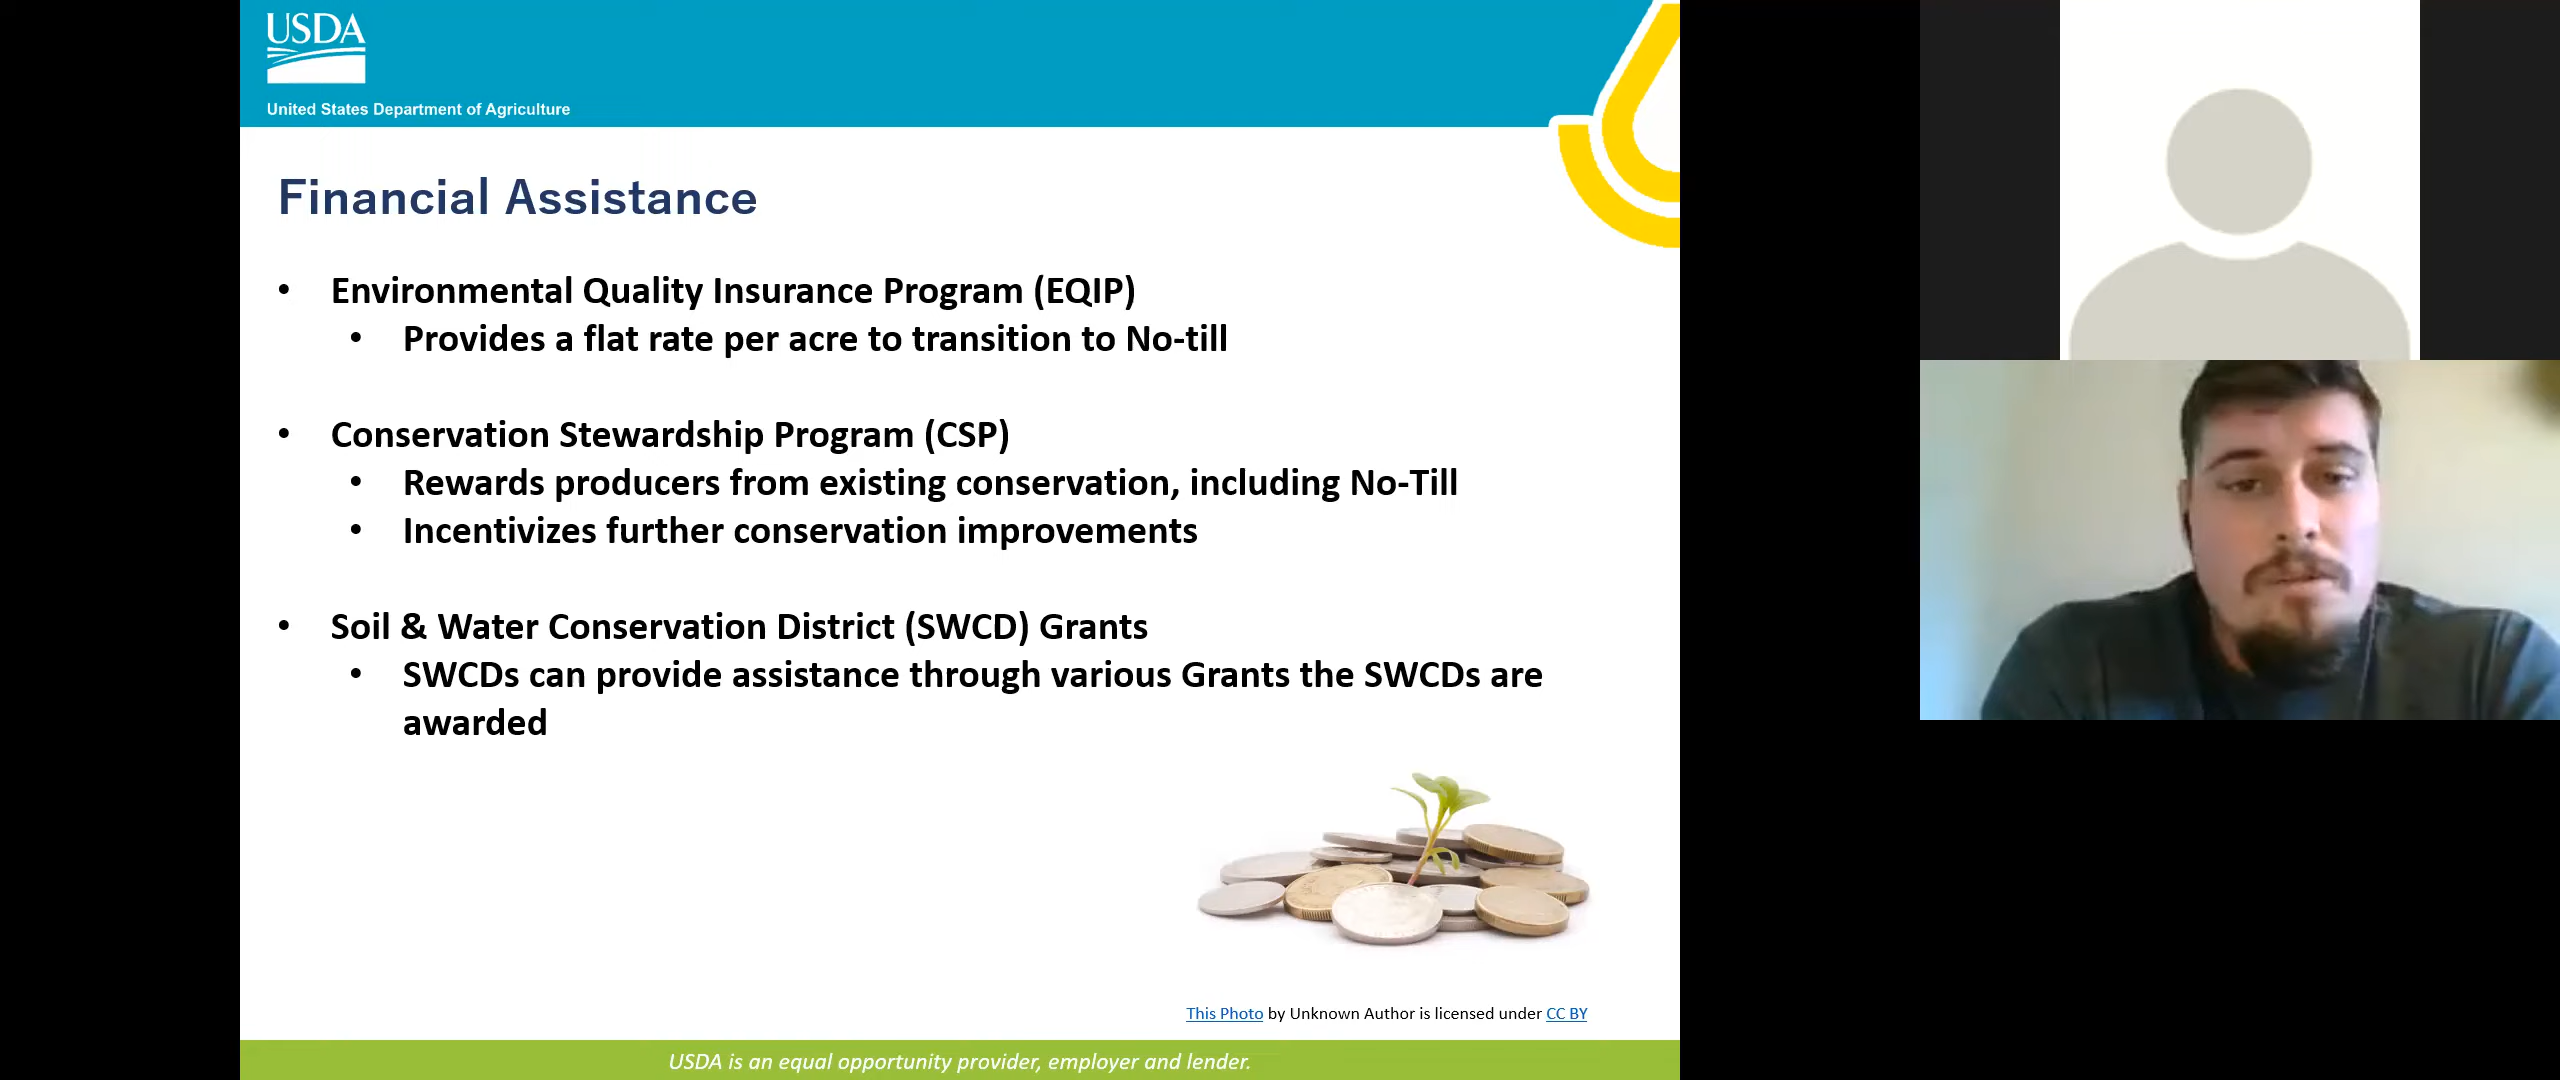 USDA
United States Department of Agriculture
Financial Assistance
• Environmental Quality Insurance Program (EQIP)
• Provides a flat rate per acre to transition to No-till
• Conservation Stewardship Program (CSP)
• Rewards producers from existing conservation, including No-Till
• Incentivizes further conservation improvements
• Soil & Water Conservation District (SWCD) Grants
• SWCDs can provide assistance through various Grants the SWCDs are
awarded
This Photo by Unknown Author is licensed under CC BY
USDA is an equal opportunity provider, employer and lender.